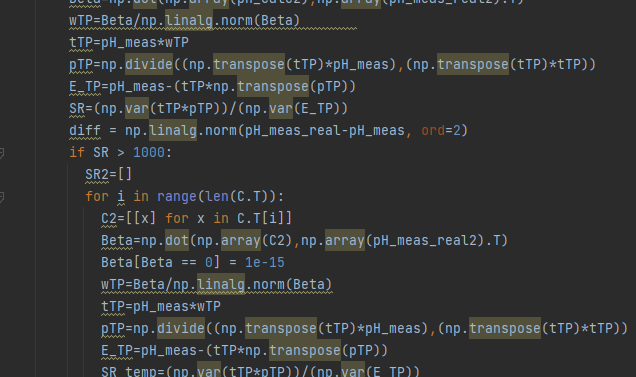 Beta=np.dot(np.array(pH_calc2),np.array(pH_meas_real2).T)
wTP=Beta/np.linalg.norm(Beta)
tTP=pH_meas*wTP
pTP=np.divide((np.transpose(tTP)*pH_meas),(np.transpose(tTP)*tTP))
E_TP=pH_meas-(tTP*np.transpose(pTP))
SR=(np.var(tTP*pTP))/(np.var(E_TP))
diff = np.linalg.norm(pH_meas_real-pH_meas, ord=2)
if SR > 1000:
SR2=[]
for i in range(len(C.T)):
C2=[[x] for x in C.T[i]]
Beta=np.dot(np.array(C2),np.array(pH_meas_real2).T)
Beta[Beta == 0] = 1e-15
wTP=Beta/np.linalg.norm(Beta)
tTP=pH_meas*wTP
pTP=np.divide((np.transpose(tTP)*pH_meas),(np.transpose(tTP)*tTP))
E_TP=pH_meas-(tTP*np.transpose(pTP))
SR_temp=(np.var(tTP*pTP))/(np.var(E_TP))